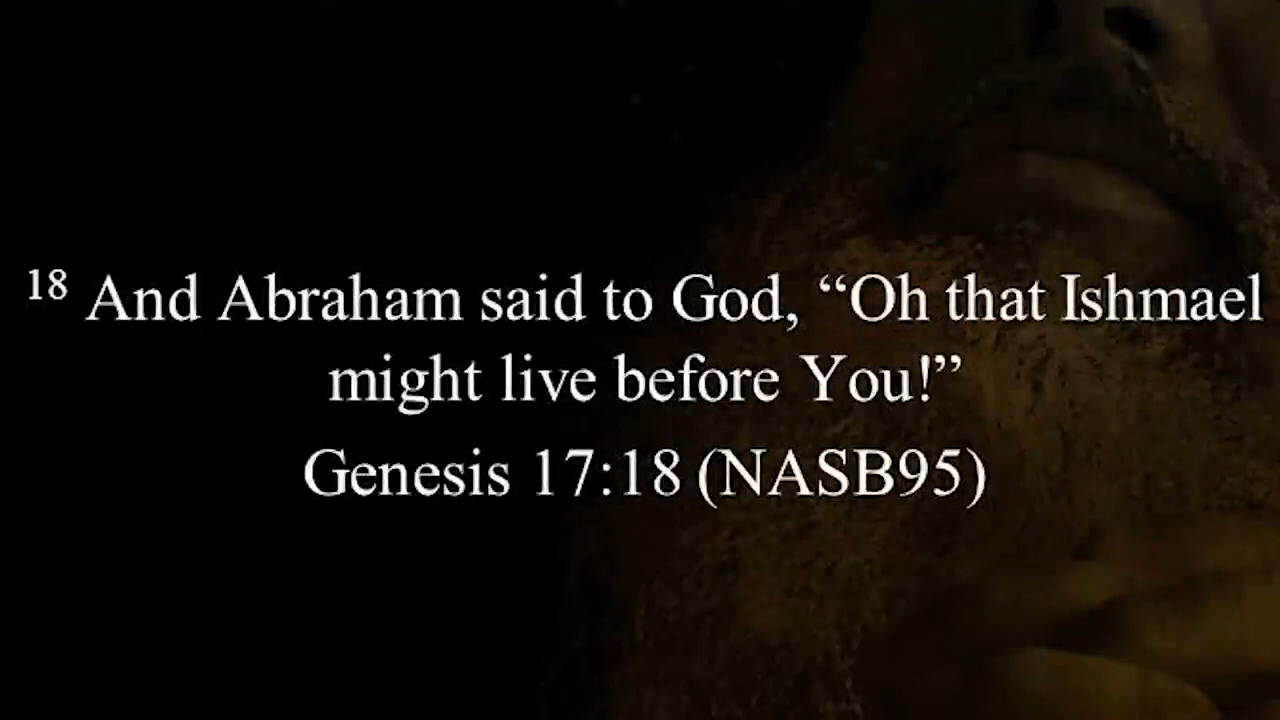 18 And Abraham said to God, “Oh that Ishmael
might live before You!”
Genesis 17:18 (NASB95)